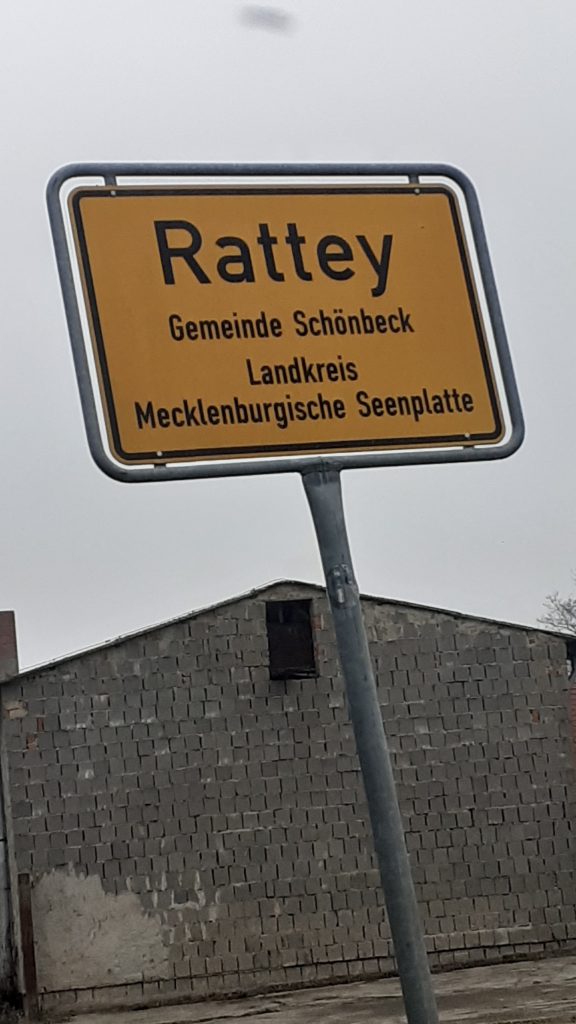 Rattey
Gemeinde Schönbeck
Landkreis
Mecklenburgische Seenplatte